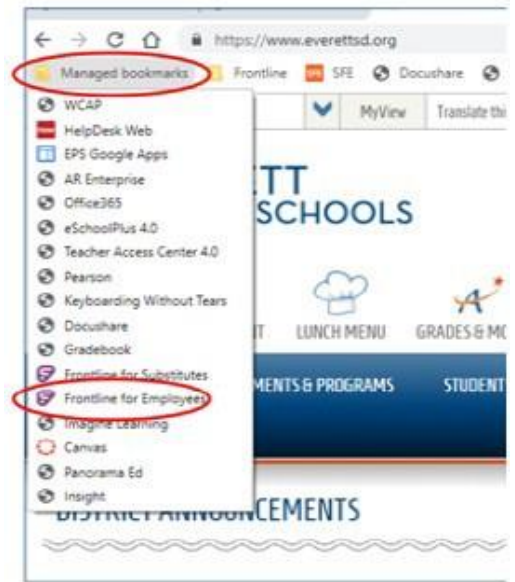 https://www.everettsd.org
Managed bookmarks Frontline SFE Docushare
WCAP
HelpDesk Web
EPS Google Apps
AR Enterprise
Office365
eSchoolPlus 4.0
Teacher Access Center 4.0
Pearson
Keyboarding Without Tears
Docushare
Gradebook
Frontline for Substitutes
Frontline for Employees
Imagine Learning
Canvas
Panorama Ed
Insight
MyView Translate thi
TT
SCHOOLS
LUNCH MENU GRADES & MO
MENTS & PROGRAMS STUDENT
DISTRICT ANNOUNCEMENTS